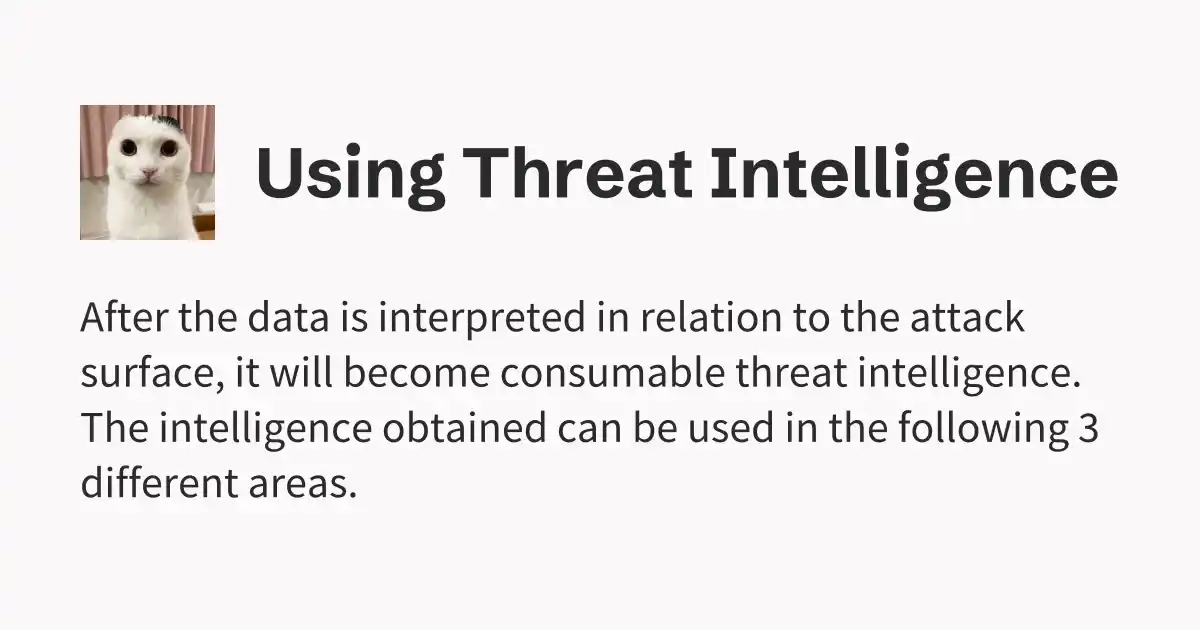 Using Threat Intelligence
After the data is interpreted in relation to the attack
surface, it will become consumable threat intelligence.
The intelligence obtained can be used in the following 3
different areas.